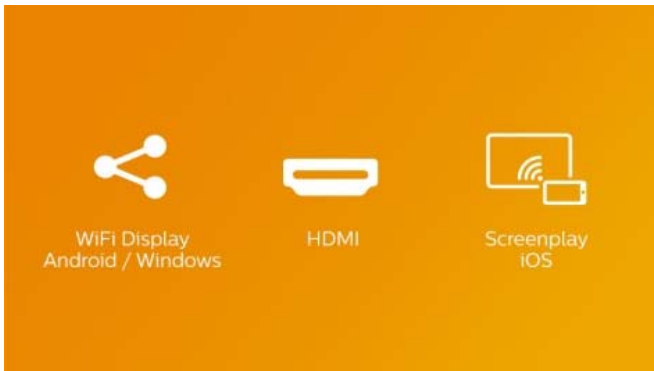 WiFi Display
Android / Windows
HDMI
Screenplay
iOS